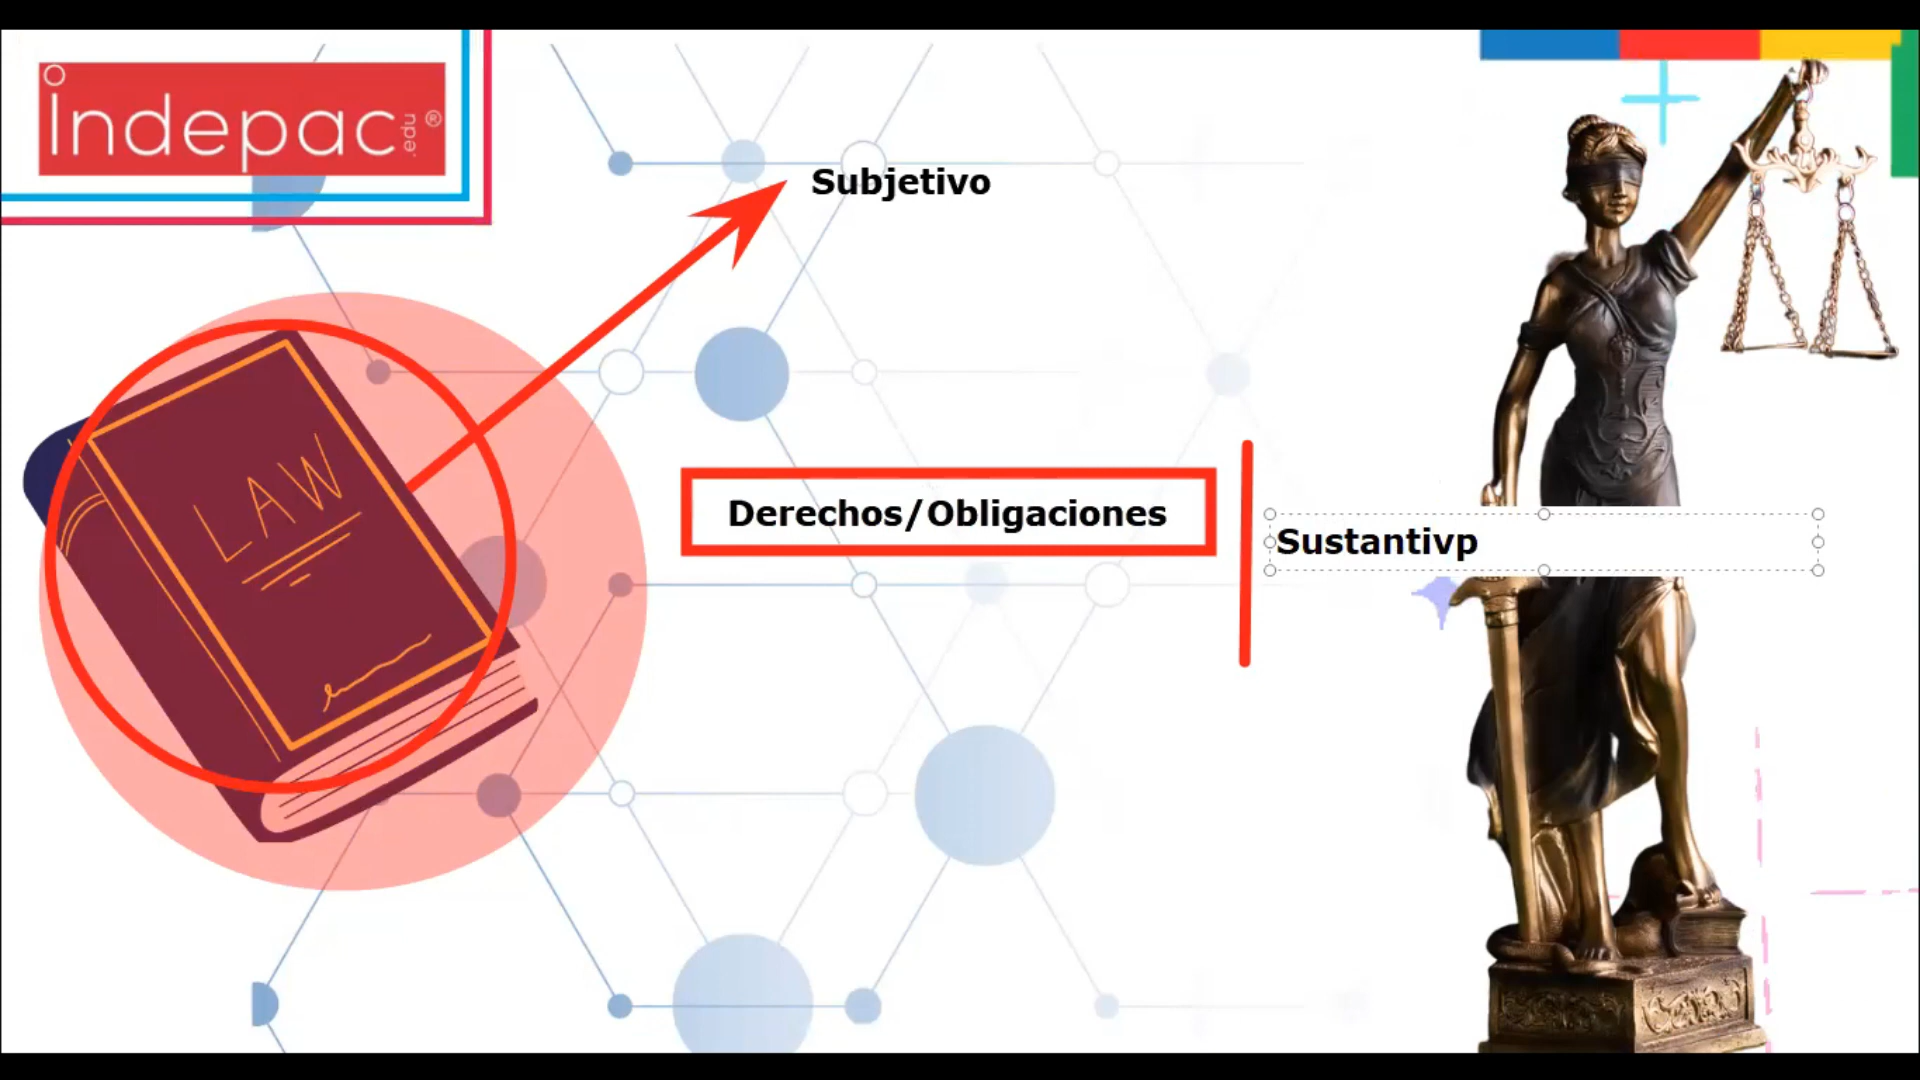 indepac
.edu
®
Subjetivo
LAW
Derechos/Obligaciones
Sustantivp